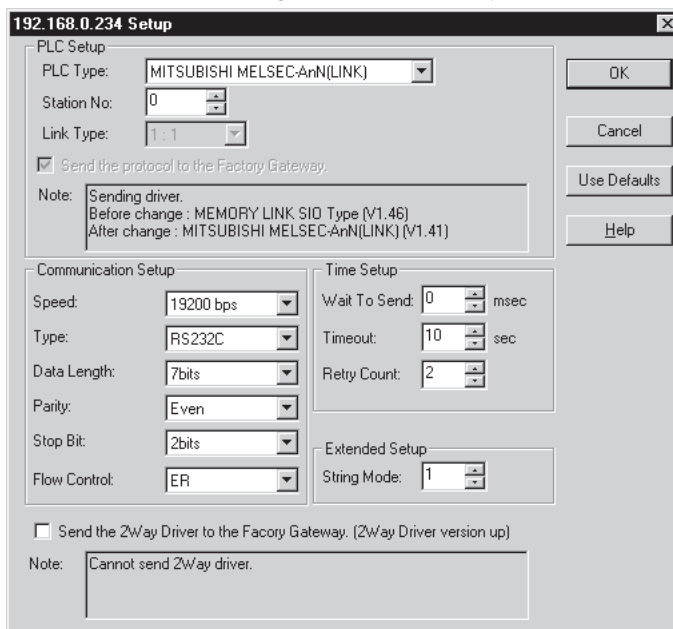 192.168.0.234 Setup
PLC Setup
PLC Type: MITSUBISHI MELSEC-AnN(LINK)
Station No: 0
Link Type: 1 : 1
Send the protocol to the Factory Gateway.
Note: Sending driver.
Before change : MEMORY LINK SIO Type (V1.46)
After change : MITSUBISHI MELSEC-AnN(LINK) (V1.41)
OK
Cancel
Use Defaults
Help
Communication Setup
Speed: 19200 bps
Type: RS232C
Data Length: 7bits
Parity: Even
Stop Bit: 2bits
Flow Control: ER
Time Setup
Wait To Send: 0 msec
Timeout: 10 sec
Retry Count: 2
Extended Setup
String Mode: 1
Send the 2Way Driver to the Facory Gateway. (2Way Driver version up)
Note: Cannot send 2Way driver.